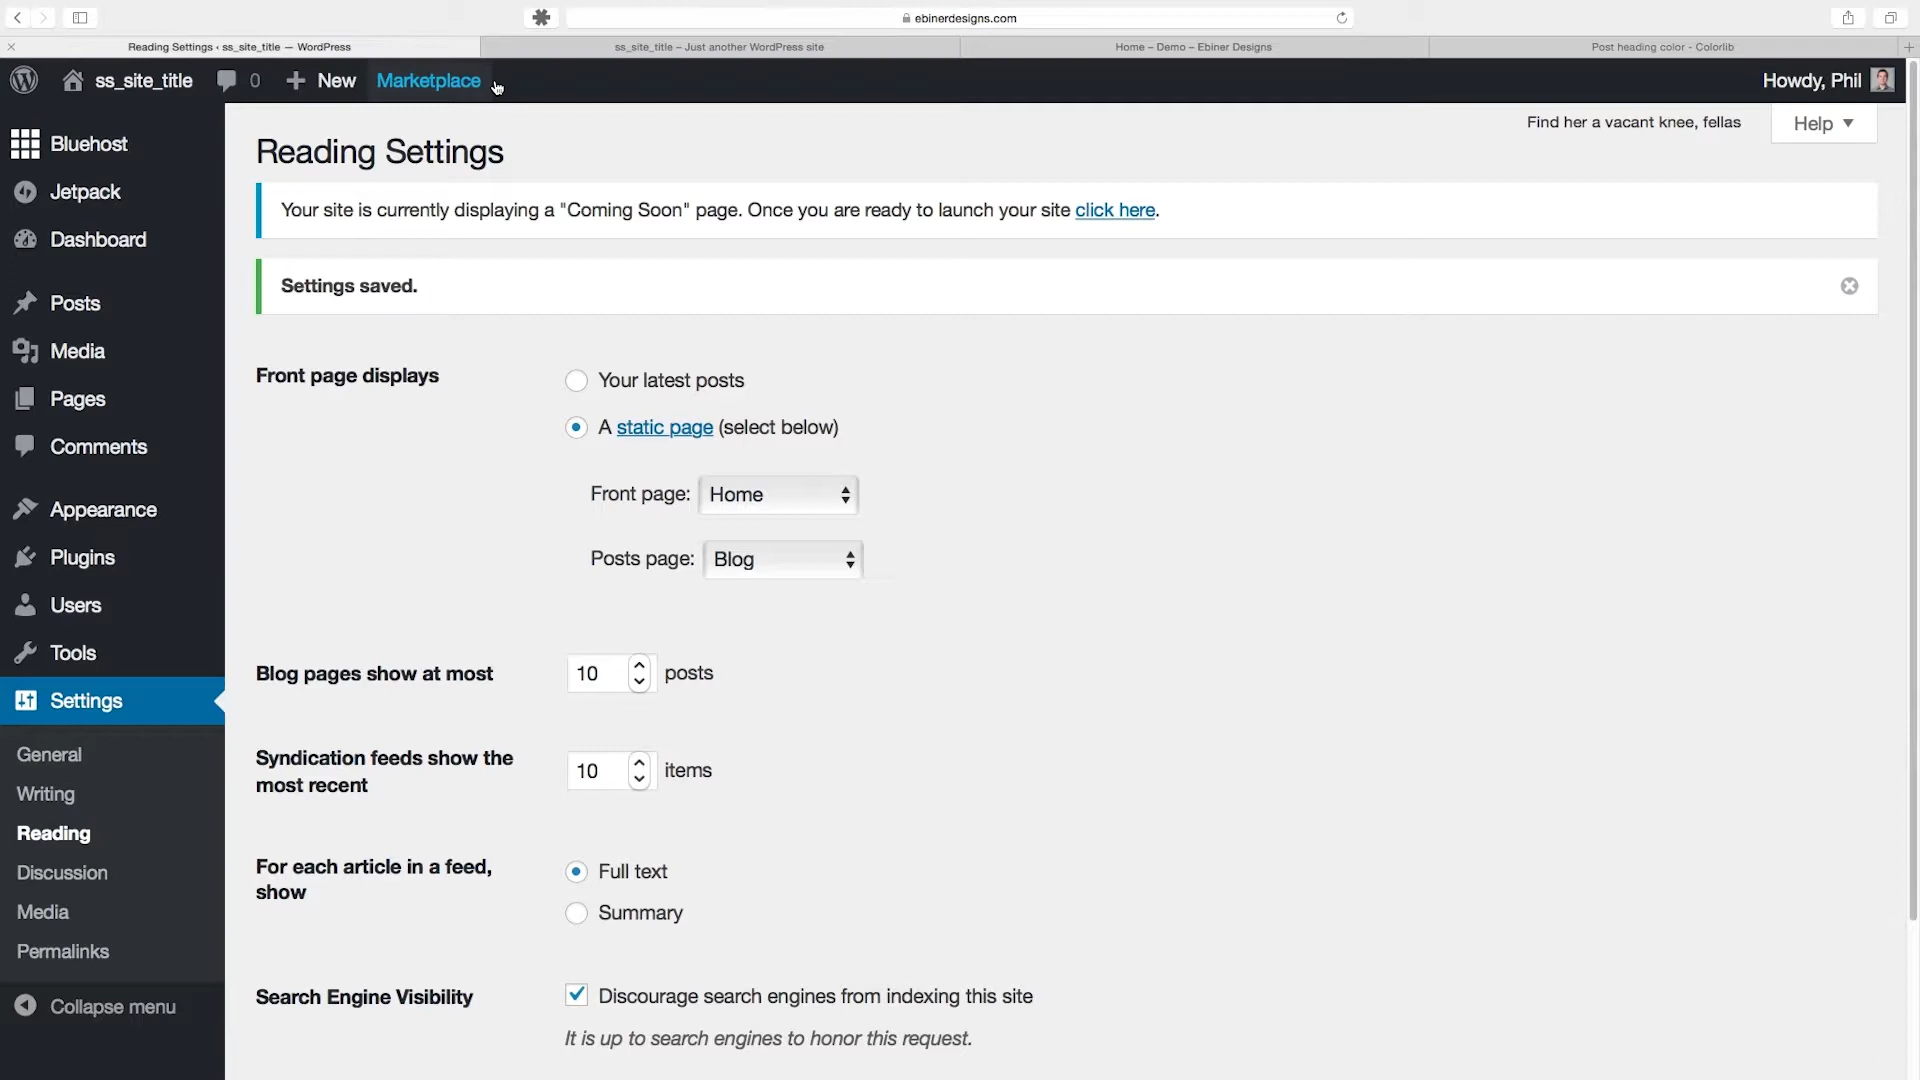 ebinerdesigns.com
Reading Settings ‹ ss_site_title — WordPress
ss_site_title – Just another WordPress site
Home – Demo – Ebiner Designs
Post heading color - Colorlib
ss_site_title
0
New
Marketplace
Howdy, Phil
Bluehost
Jetpack
Dashboard
Posts
Media
Pages
Comments
Appearance
Plugins
Users
Tools
Settings
General
Writing
Reading
Discussion
Media
Permalinks
Collapse menu
Find her a vacant knee, fellas
Help
Reading Settings
Your site is currently displaying a "Coming Soon" page. Once you are ready to launch your site click here.
Settings saved.
Front page displays
Your latest posts
A static page (select below)
Front page: Home
Posts page: Blog
Blog pages show at most
10 posts
Syndication feeds show the
most recent
10 items
For each article in a feed,
show
Full text
Summary
Search Engine Visibility
Discourage search engines from indexing this site
It is up to search engines to honor this request.